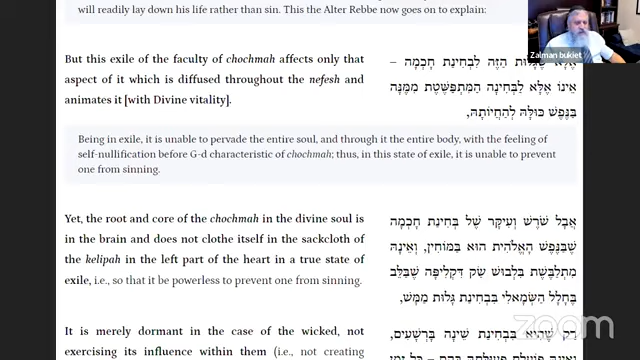 will readily lay down his life rather than sin. This the Alter Rebbe now goes on to explain:
Zalman bukiet
But this exile of the faculty of chochmah affects only that
aspect of it which is diffused throughout the nefesh and
animates it [with Divine vitality].
אלא שגלות הזה לבחינת חכמה –
אינו אלא לבחינה המתפשטת ממנה
בנפש כולה להחיותה,
Being in exile, it is unable to pervade the entire soul, and through it the entire body, with the feeling of
self-nullification before G-d characteristic of chochmah; thus, in this state of exile, it is unable to prevent
one from sinning.
Yet, the root and core of the chochmah in the divine soul is
in the brain and does not clothe itself in the sackcloth of
the kelipah in the left part of the heart in a true state of
exile, i.e., so that it be powerless to prevent one from sinning.
אבל שרש ועיקר של בחינת חכמה
שבנפש האלהית הוא במוחין, ואינה
מתלבשת בלבוש שק דקליפה שבלב
בחלל השמאלי בבחינת גלות ממש,
It is merely dormant in the case of the wicked, not
exercising its influence within them (i.e., not creating
רק שהיא בבחינת שינה ברשעים,
zoom